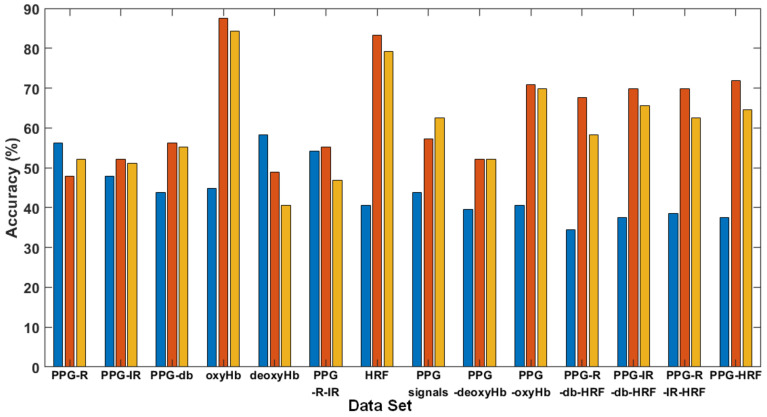 90
80
70
60
50
40
30
20
10
0
Accuracy (%)
PPG-R PPG-IR PPG-db oxyHb deoxyHb PPG HRF PPG PPG PPG PPG-R PPG-IR PPG-R PPG-HRF
-R-IR signals -deoxyHb -oxyHb -db-HRF -db-HRF -IR-HRF
Data Set